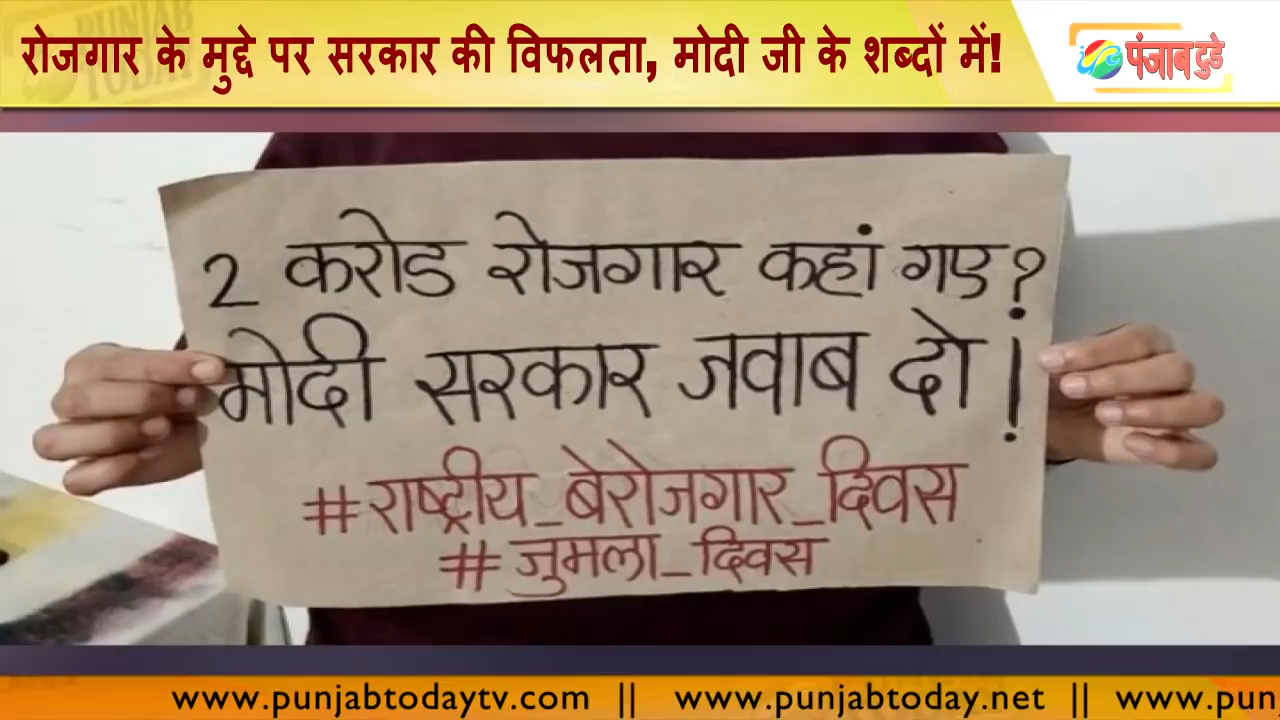 रोजगार के मुद्दे पर सरकार की विफलता, मोदी जी के शब्दों में!
पंजाब टुडे
2 करोड रोजगार कहां गए?
मोदी सरकार जवाब दो!
#राष्ट्रीय_बेरोजगार_दिवस
#जुमला_दिवस
www.punjabtodaytv.com || www.punjabtoday.net || www.pun